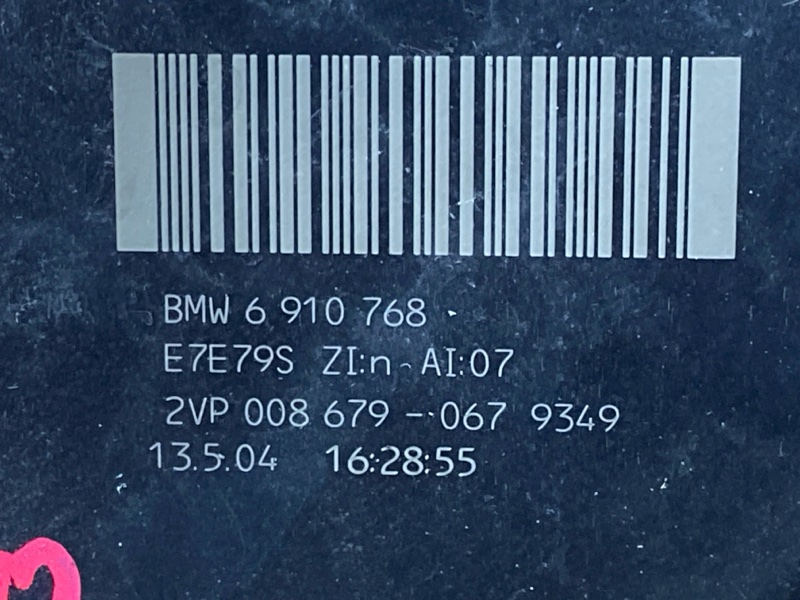 BMW 6 910 768
E7E79S ZI:n AI:07
2VP 008 679 -067 9349
13.5.04 16:28:55